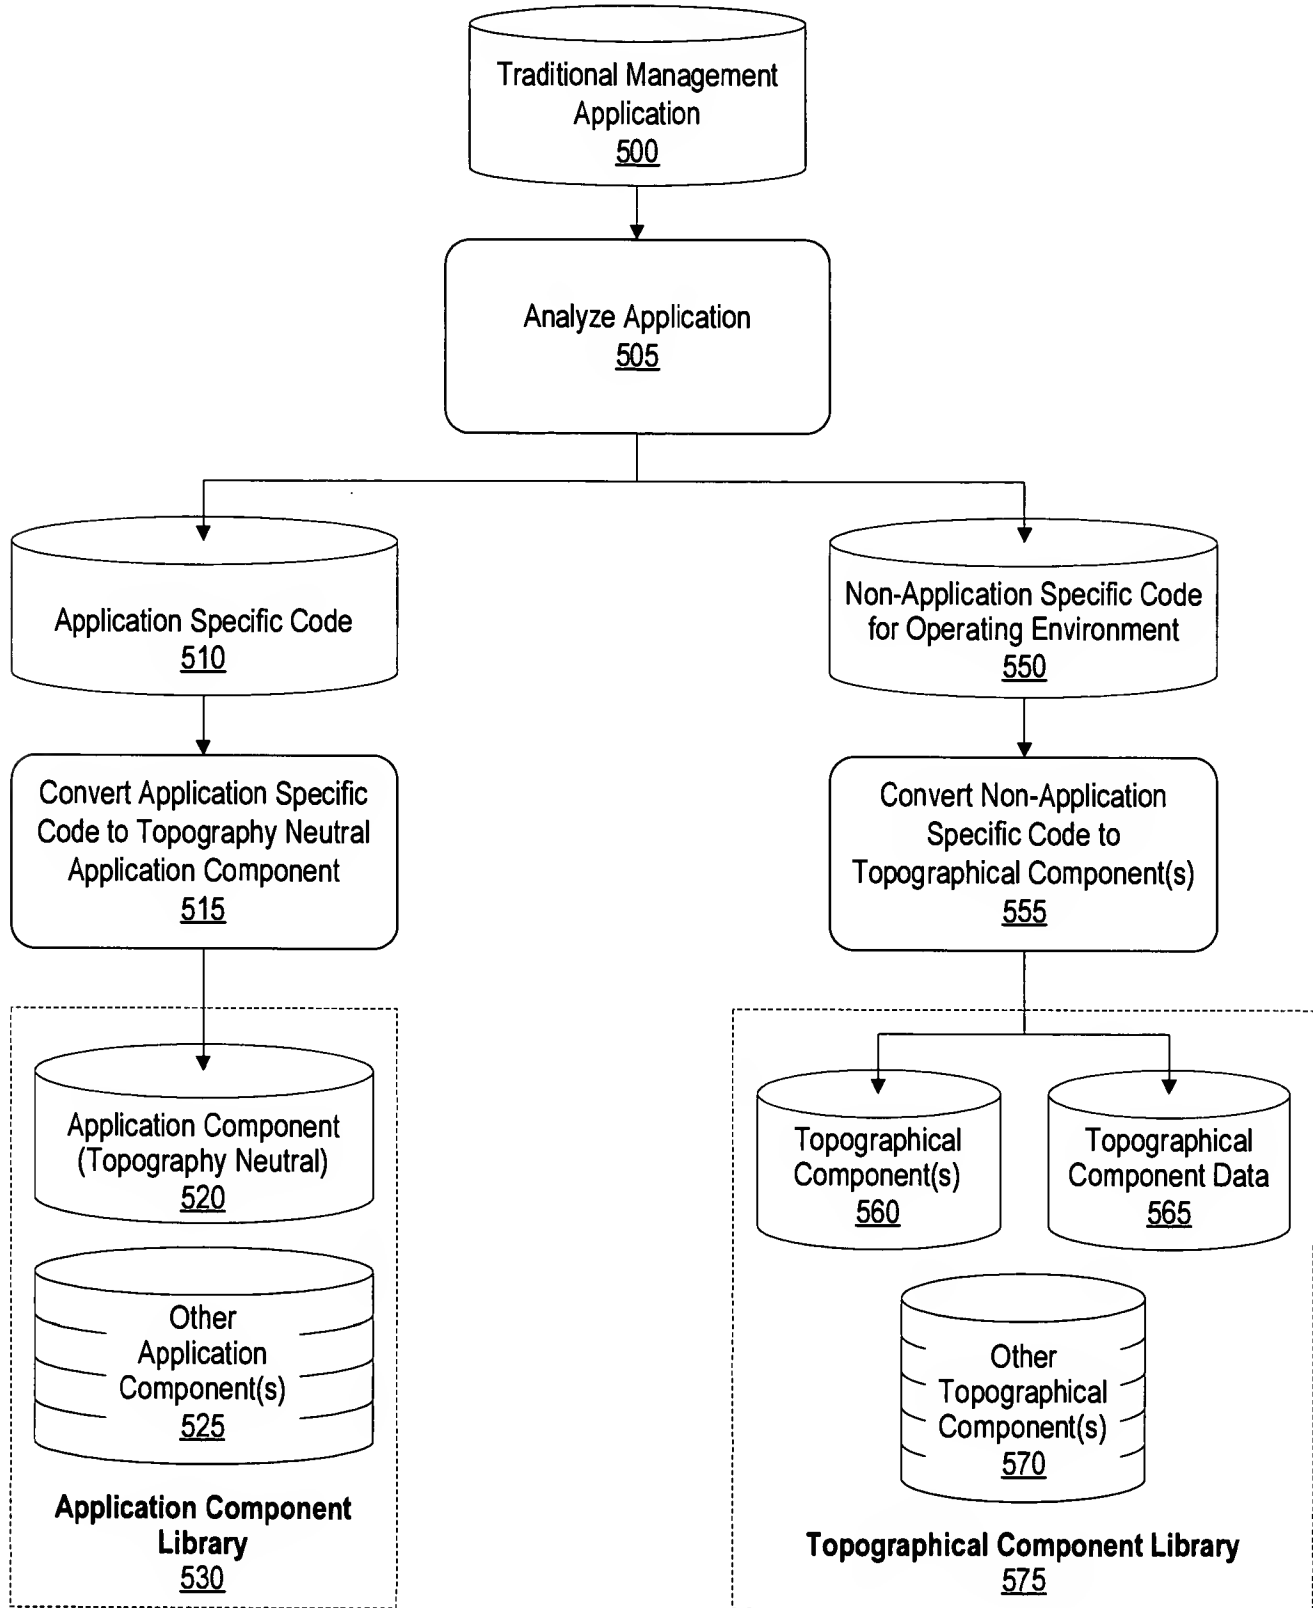 Traditional Management
Application
500
Analyze Application
505
Application Specific Code
510
Non-Application Specific Code
for Operating Environment
550
Convert Application Specific
Code to Topography Neutral
Application Component
515
Convert Non-Application
Specific Code to
Topographical Component(s)
555
Application Component
(Topography Neutral)
520
Topographical
Component(s)
560
Topographical
Component Data
565
Other
Application
Component(s)
525
Other
Topographical
Component(s)
570
Application Component
Library
530
Topographical Component Library
575